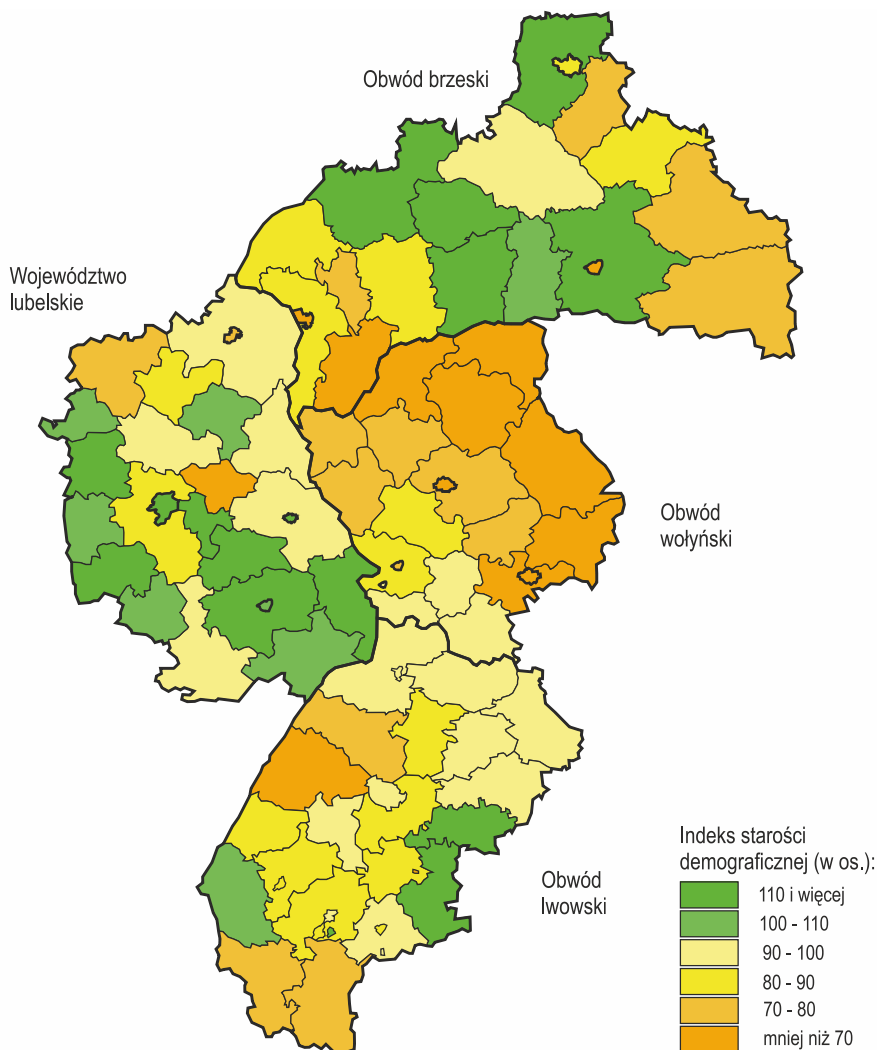 Obwód brzeski
Województwo
lubelskie
Obwód
wołyński
Obwód
lwowski
Indeks starości
demograficznej (w os.):
110 i więcej
100 - 110
90 - 100
80 - 90
70 - 80
mniej niż 70